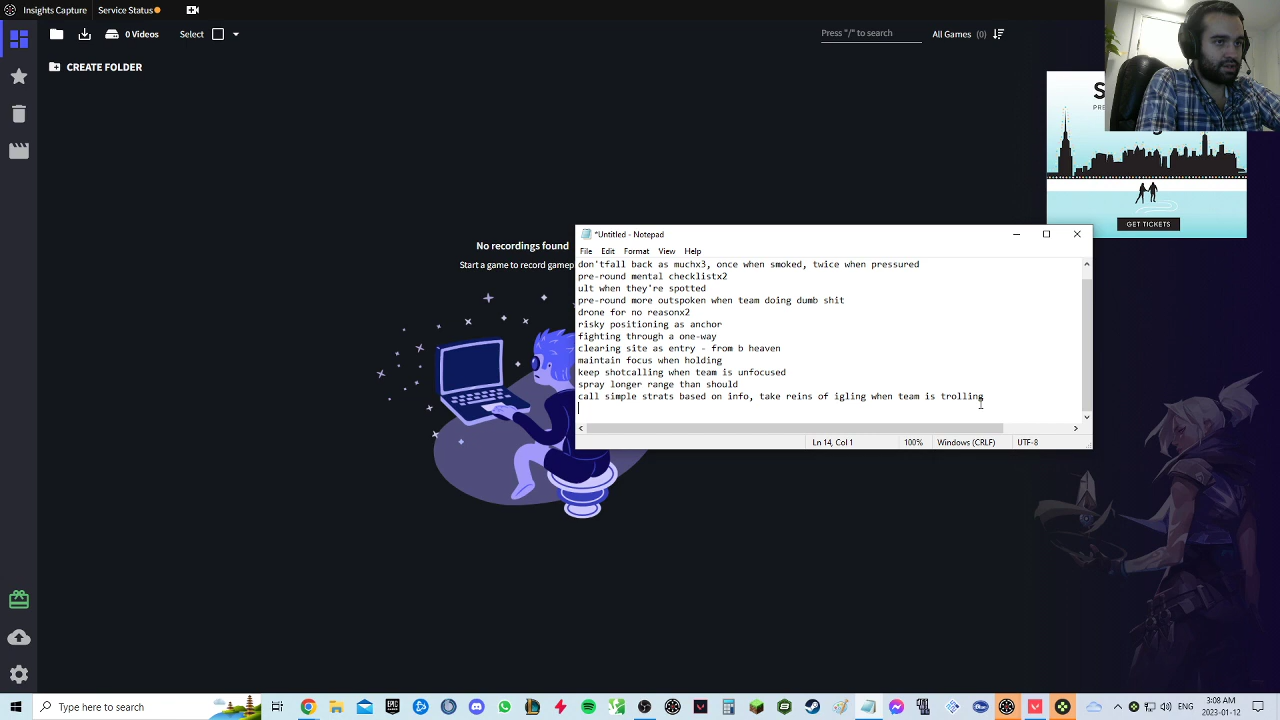 Insights Capture
Service Status
0 Videos
Select
Press "/" to search
All Games (0)
CREATE FOLDER
S
PRE
GET TICKETS
No recordings found
Start a game to record gamep
*Untitled - Notepad
File Edit Format View Help
don'tfall back as muchx3, once when smoked, twice when pressured
pre-round mental checklistx2
ult when they're spotted
pre-round more outspoken when team doing dumb shit
drone for no reasonx2
risky positioning as anchor
fighting through a one-way
clearing site as entry - from b heaven
maintain focus when holding
keep shotcalling when team is unfocused
spray longer range than should
call simple strats based on info, take reins of igling when team is trolling
Ln 14, Col 1
100%
Windows (CRLF)
UTF-8
Type here to search
ENG
3:08 AM
2023-01-12